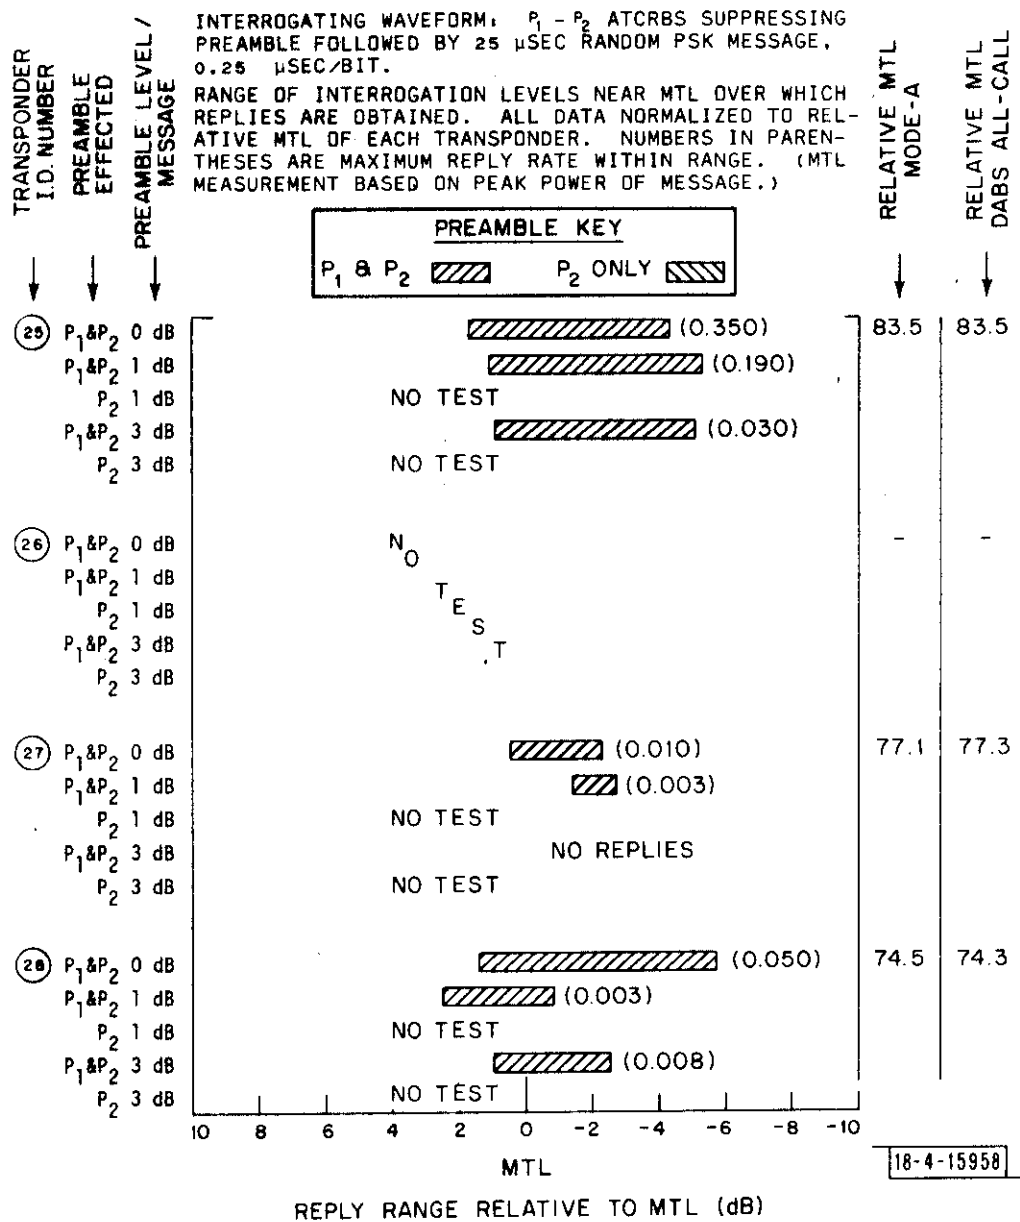 INTERROGATING WAVEFORM: P1 - P2 ATCRBS SUPPRESSING
PREAMBLE FOLLOWED BY 25 µSEC RANDOM PSK MESSAGE,
0.25 µSEC/BIT.
RANGE OF INTERROGATION LEVELS NEAR MTL OVER WHICH
REPLIES ARE OBTAINED. ALL DATA NORMALIZED TO REL-
ATIVE MTL OF EACH TRANSPONDER. NUMBERS IN PAREN-
THESES ARE MAXIMUM REPLY RATE WITHIN RANGE. (MTL
MEASUREMENT BASED ON PEAK POWER OF MESSAGE.)
TRANSPONDER
I.D. NUMBER
PREAMBLE
EFFECTED
PREAMBLE LEVEL /
MESSAGE
RELATIVE MTL
MODE-A
RELATIVE MTL
DABS ALL-CALL
PREAMBLE KEY
P1 & P2 P2 ONLY
25 P1&P2 0 dB (0.350) 83.5 83.5
P1&P2 1 dB (0.190)
P2 1 dB NO TEST
P1&P2 3 dB (0.030)
P2 3 dB NO TEST
26 P1&P2 0 dB - -
P1&P2 1 dB
P2 1 dB
P1&P2 3 dB
P2 3 dB
NO TEST
27 P1&P2 0 dB (0.010) 77.1 77.3
P1&P2 1 dB (0.003)
P2 1 dB NO TEST
P1&P2 3 dB NO REPLIES
P2 3 dB NO TEST
28 P1&P2 0 dB (0.050) 74.5 74.3
P1&P2 1 dB (0.003)
P2 1 dB NO TEST
P1&P2 3 dB (0.008)
P2 3 dB NO TEST
10 8 6 4 2 0 -2 -4 -6 -8 -10
MTL
18-4-15958
REPLY RANGE RELATIVE TO MTL (dB)